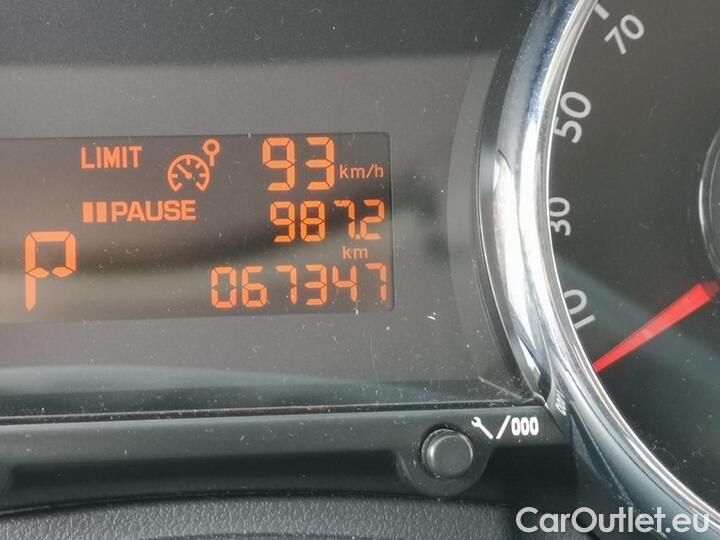 LIMIT 93 km/h
PAUSE 987.2
km
P 067347
70
50
30
10
/000
CarOutlet.eu